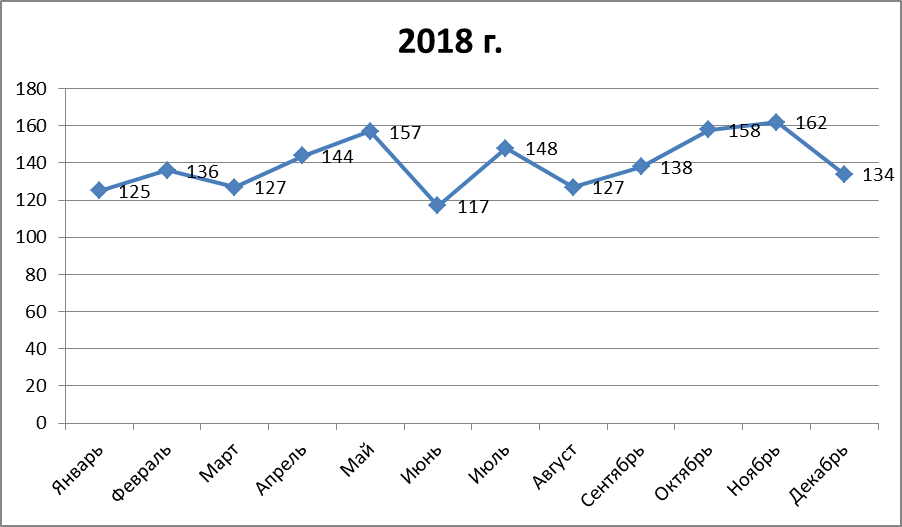 2018 г.
180
160
140
120
100
80
60
40
20
0
125
136
127
144
157
117
148
127
138
158
162
134
Январь
Февраль
Март
Апрель
Май
Июнь
Июль
Август
Сентябрь
Октябрь
Ноябрь
Декабрь